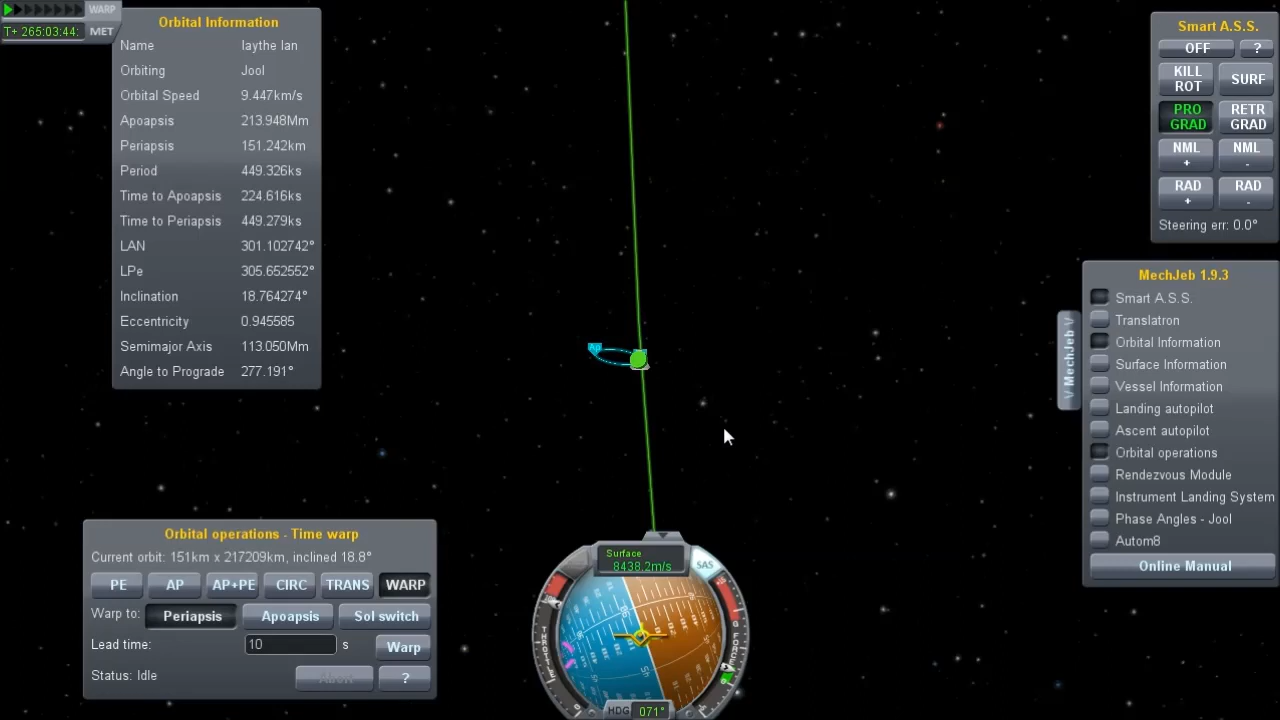 WARP
T+ 265:03:44:
MET
Orbital Information
Name laythe lan
Orbiting Jool
Orbital Speed 9.447km/s
Apoapsis 213.948Mm
Periapsis 151.242km
Period 449.326ks
Time to Apoapsis 224.616ks
Time to Periapsis 449.279ks
LAN 301.102742°
LPe 305.652552°
Inclination 18.764274°
Eccentricity 0.945585
Semimajor Axis 113.050Mm
Angle to Prograde 277.191°
Smart A.S.S.
OFF ?
KILL ROT SURF
PRO GRAD RETR GRAD
NML + NML -
RAD + RAD -
Steering err: 0.0°
V MechJeb V
MechJeb 1.9.3
Smart A.S.S.
Translatron
Orbital Information
Surface Information
Vessel Information
Landing autopilot
Ascent autopilot
Orbital operations
Rendezvous Module
Instrument Landing System
Phase Angles - Jool
Autom8
Online Manual
Ap
Orbital operations - Time warp
Current orbit: 151km x 217209km, inclined 18.8°
PE AP AP+PE CIRC TRANS WARP
Warp to: Periapsis Apoapsis Sol switch
Lead time: 10 s Warp
Status: Idle Abort ?
Surface
8438.2m/s
SAS
THROTTLE
G FORCE
HDG 071°